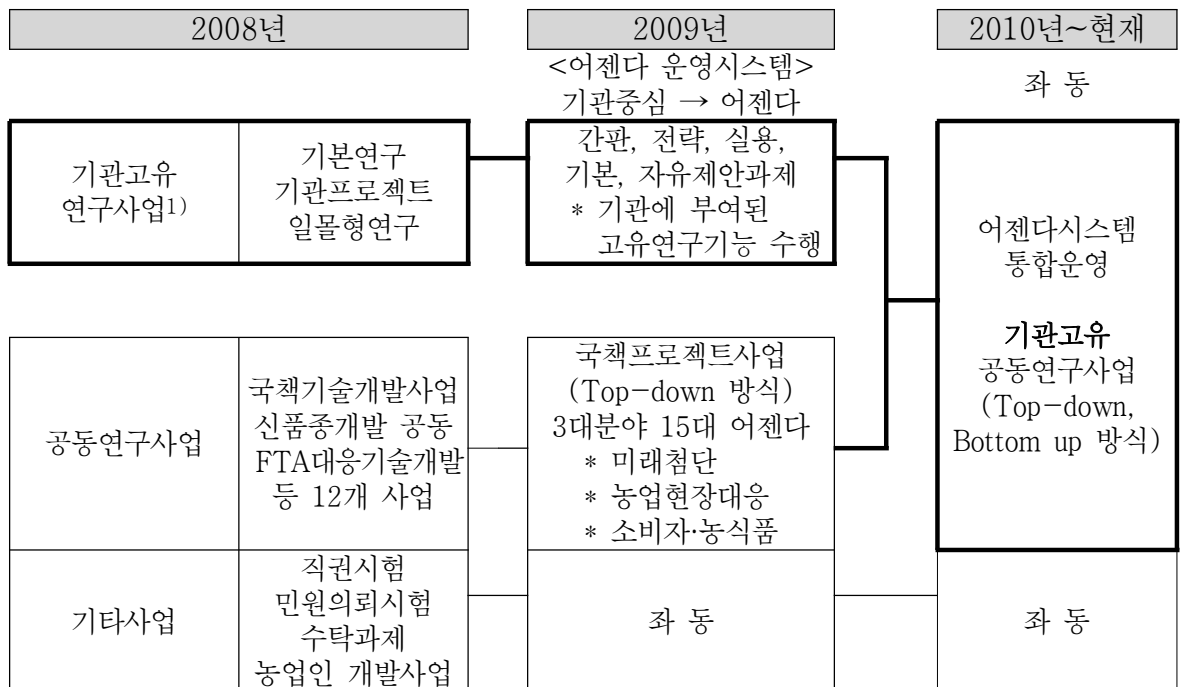 2008년
2009년
2010년~현재
<어젠다 운영시스템>
기관중심 → 어젠다
좌 동
기관고유
연구사업1)
기본연구
기관프로젝트
일몰형연구
간판, 전략, 실용,
기본, 자유제안과제
* 기관에 부여된
고유연구기능 수행
어젠다시스템
통합운영
기관고유
공동연구사업
(Top-down,
Bottom up 방식)
공동연구사업
국책기술개발사업
신품종개발 공동
FTA대응기술개발
등 12개 사업
국책프로젝트사업
(Top-down 방식)
3대분야 15대 어젠다
* 미래첨단
* 농업현장대응
* 소비자·농식품
기타사업
직권시험
민원의뢰시험
수탁과제
농업인 개발사업
좌 동
좌 동